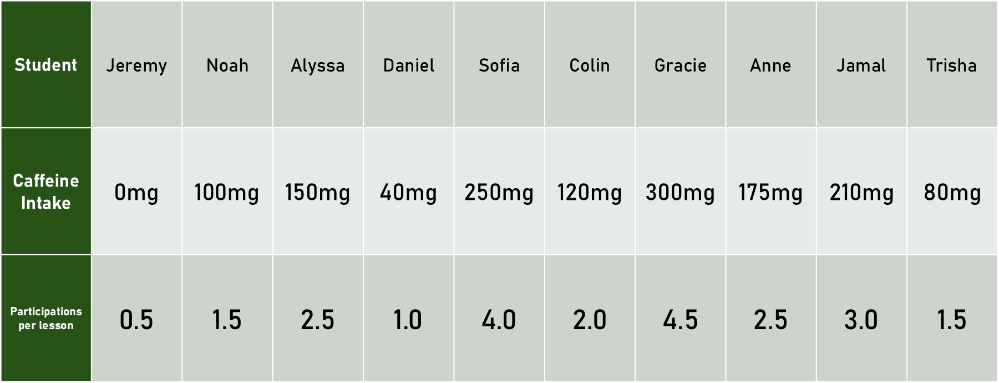 Student Jeremy Noah Alyssa Daniel Sofia Colin Gracie Anne Jamal Trisha
Caffeine
Intake
0mg 100mg 150mg 40mg 250mg 120mg 300mg 175mg 210mg 80mg
Participations
per lesson
0.5 1.5 2.5 1.0 4.0 2.0 4.5 2.5 3.0 1.5